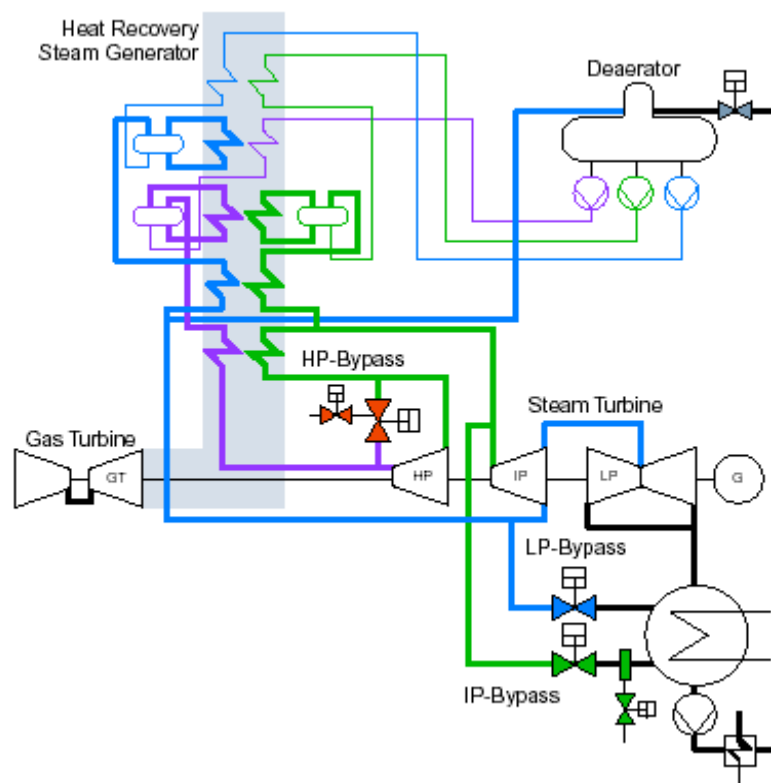 Heat Recovery
Steam Generator
Deaerator
HP-Bypass
Steam Turbine
Gas Turbine
GT
HP
IP
LP
G
LP-Bypass
IP-Bypass